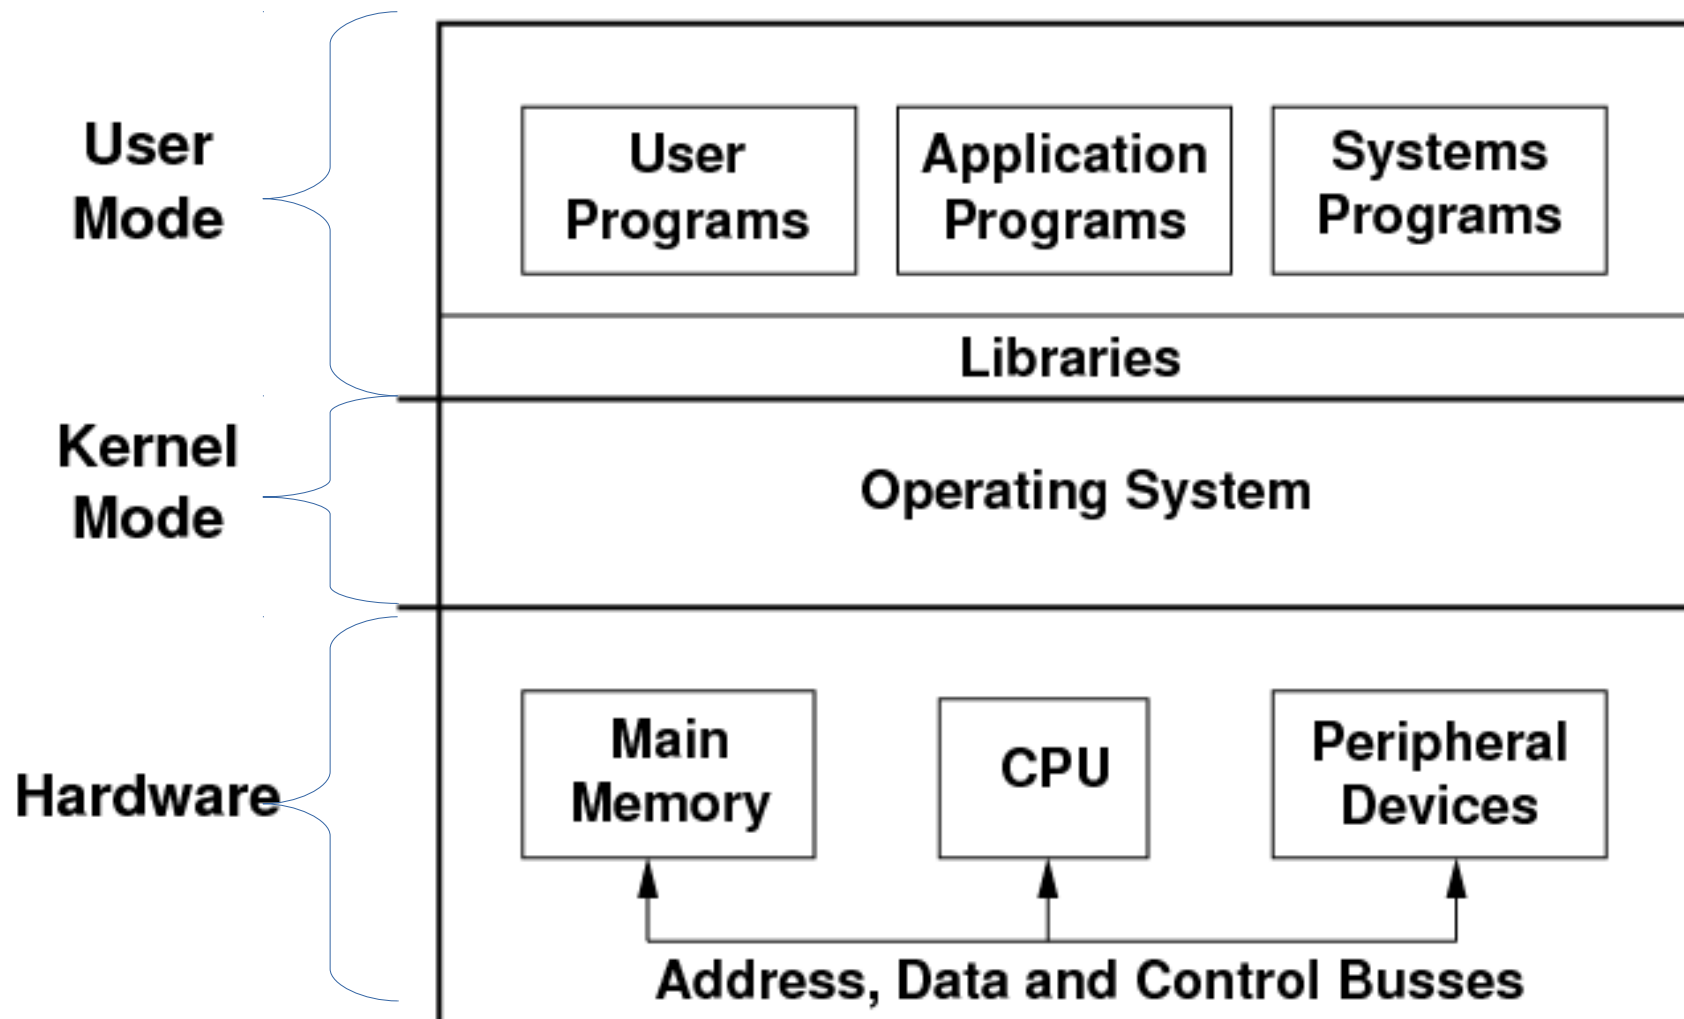 User
Mode
User
Programs
Application
Programs
Systems
Programs
Libraries
Kernel
Mode
Operating System
Hardware
Main
Memory
CPU
Peripheral
Devices
Address, Data and Control Busses